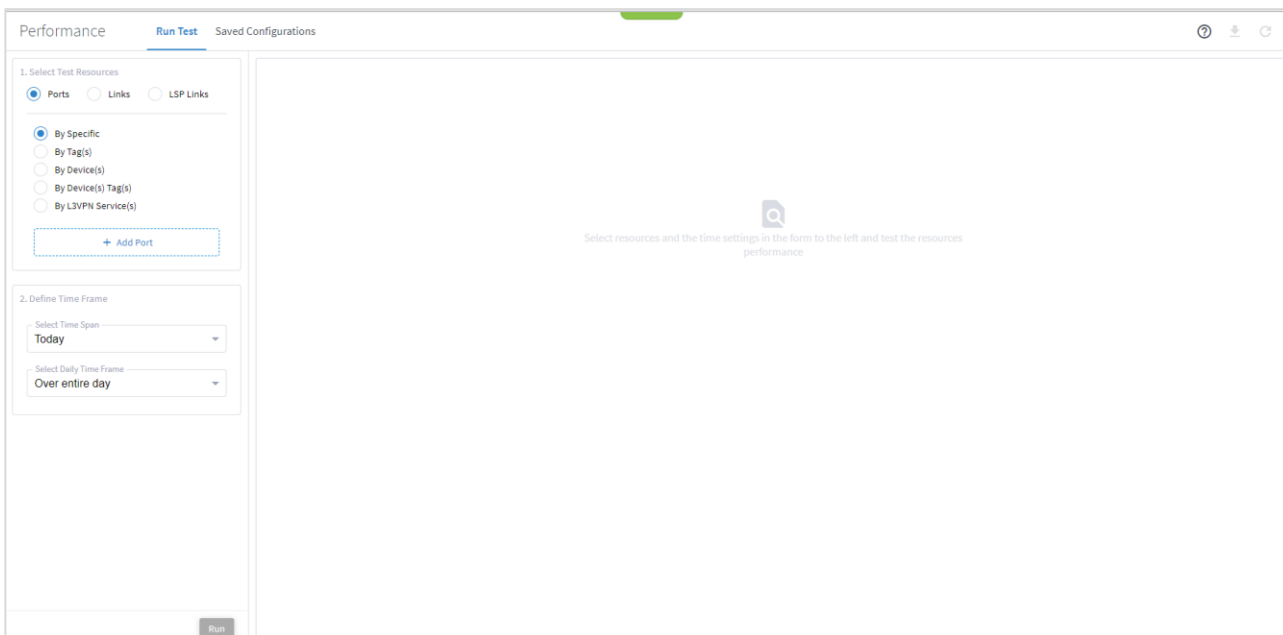 Performance
Run Test
Saved Configurations
1. Select Test Resources
Ports
Links
LSP Links
By Specific
By Tag(s)
By Device(s)
By Device(s) Tag(s)
By L3VPN Service(s)
+ Add Port
Select resources and the time settings in the form to the left and test the resources
performance
2. Define Time Frame
Select Time Span
Today
Select Daily Time Frame
Over entire day
Run